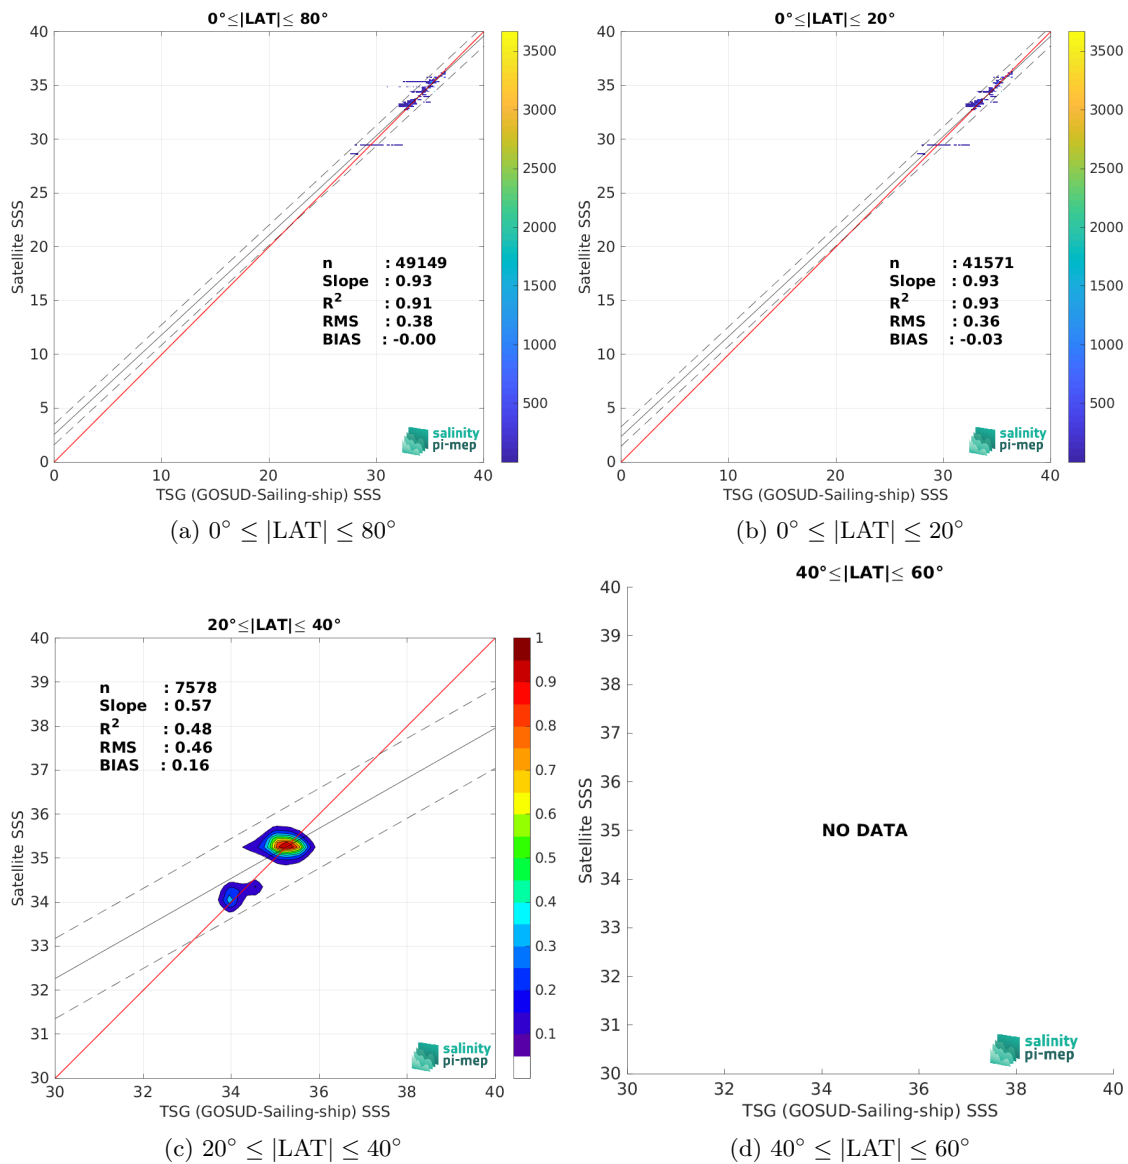 0°≤|LAT|≤ 80°
40
35
30
25
20
15
10
5
0
0
10
20
30
40
Satellite SSS
TSG (GOSUD-Sailing-ship) SSS
n : 49149
Slope : 0.93
R² : 0.91
RMS : 0.38
BIAS : -0.00
salinity
pi-mep
3500
3000
2500
2000
1500
1000
500
(a) 0° ≤ |LAT| ≤ 80°
0°≤|LAT|≤ 20°
40
35
30
25
20
15
10
5
0
0
10
20
30
40
Satellite SSS
TSG (GOSUD-Sailing-ship) SSS
n : 41571
Slope : 0.93
R² : 0.93
RMS : 0.36
BIAS : -0.03
salinity
pi-mep
3500
3000
2500
2000
1500
1000
500
(b) 0° ≤ |LAT| ≤ 20°
20°≤|LAT|≤ 40°
40
39
38
37
36
35
34
33
32
31
30
30
32
34
36
38
40
Satellite SSS
TSG (GOSUD-Sailing-ship) SSS
n : 7578
Slope : 0.57
R² : 0.48
RMS : 0.46
BIAS : 0.16
salinity
pi-mep
1
0.9
0.8
0.7
0.6
0.5
0.4
0.3
0.2
0.1
(c) 20° ≤ |LAT| ≤ 40°
40°≤|LAT|≤ 60°
40
39
38
37
36
35
34
33
32
31
30
30
32
34
36
38
40
Satellite SSS
TSG (GOSUD-Sailing-ship) SSS
NO DATA
salinity
pi-mep
(d) 40° ≤ |LAT| ≤ 60°